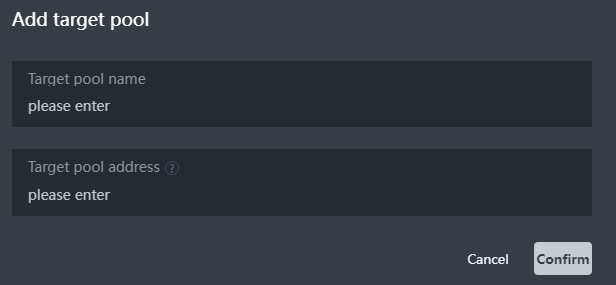 Add target pool
Target pool name
please enter
Target pool address ?
please enter
Cancel Confirm